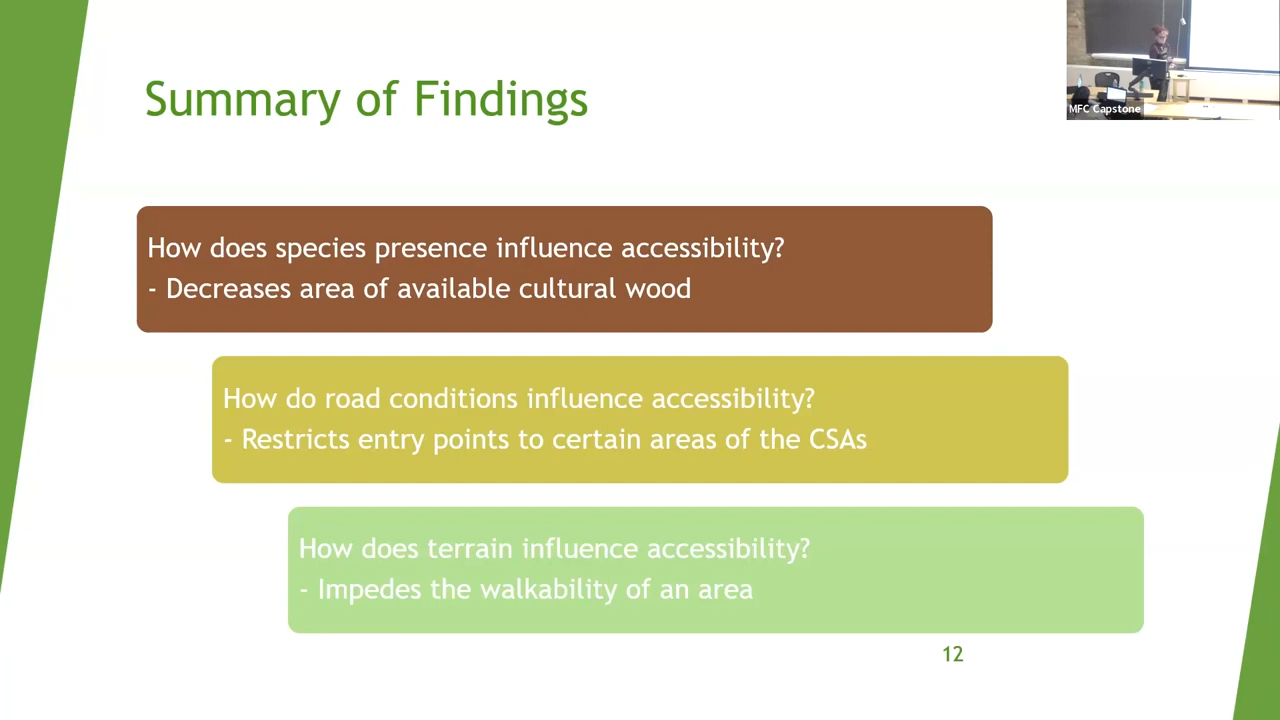 MFC Capstone
Summary of Findings
How does species presence influence accessibility?
- Decreases area of available cultural wood
How do road conditions influence accessibility?
- Restricts entry points to certain areas of the CSAs
How does terrain influence accessibility?
- Impedes the walkability of an area
12